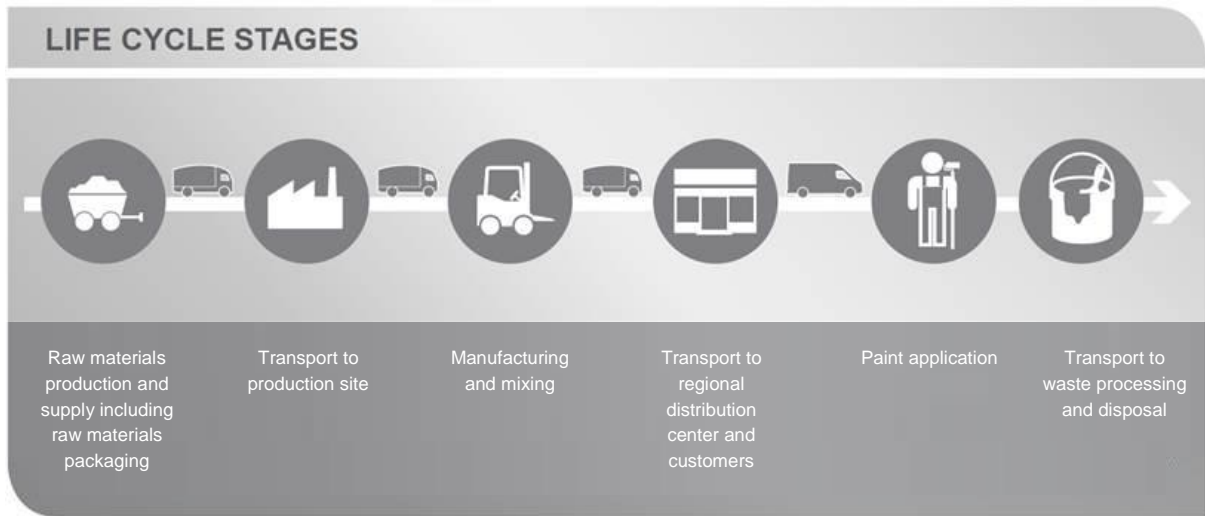 LIFE CYCLE STAGES
Raw materials
production and
supply including
raw materials
packaging
Transport to
production site
Manufacturing
and mixing
Transport to
regional
distribution
center and
customers
Paint application
Transport to
waste processing
and disposal